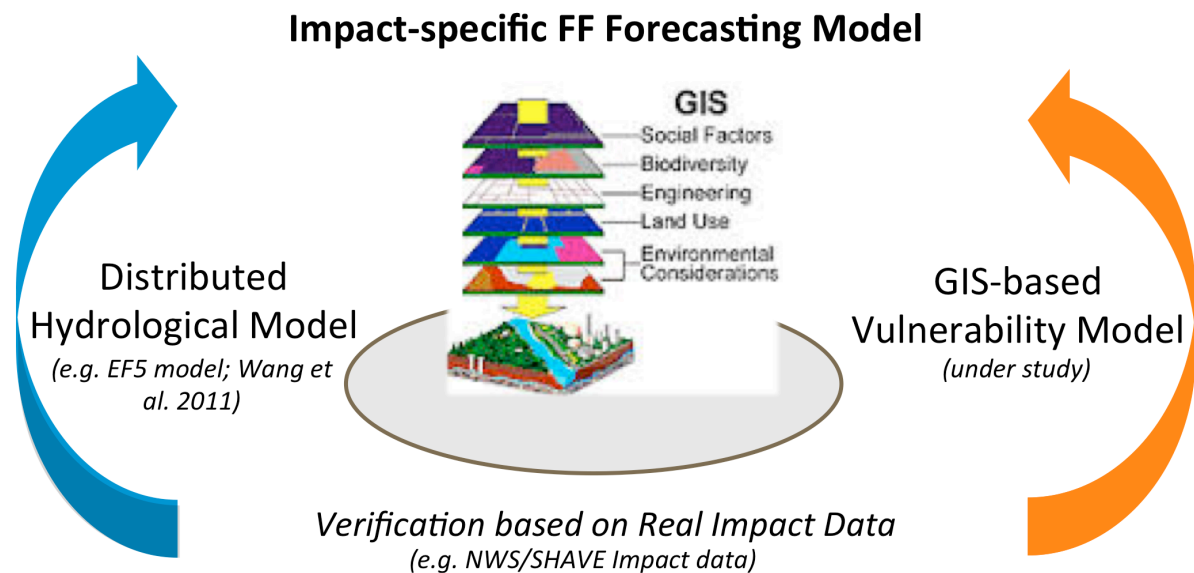 Impact-specific FF Forecasting Model
GIS
Social Factors
Biodiversity
Engineering
Land Use
Environmental
Considerations
Distributed
Hydrological Model
(e.g. EF5 model; Wang et
al. 2011)
GIS-based
Vulnerability Model
(under study)
Verification based on Real Impact Data
(e.g. NWS/SHAVE Impact data)